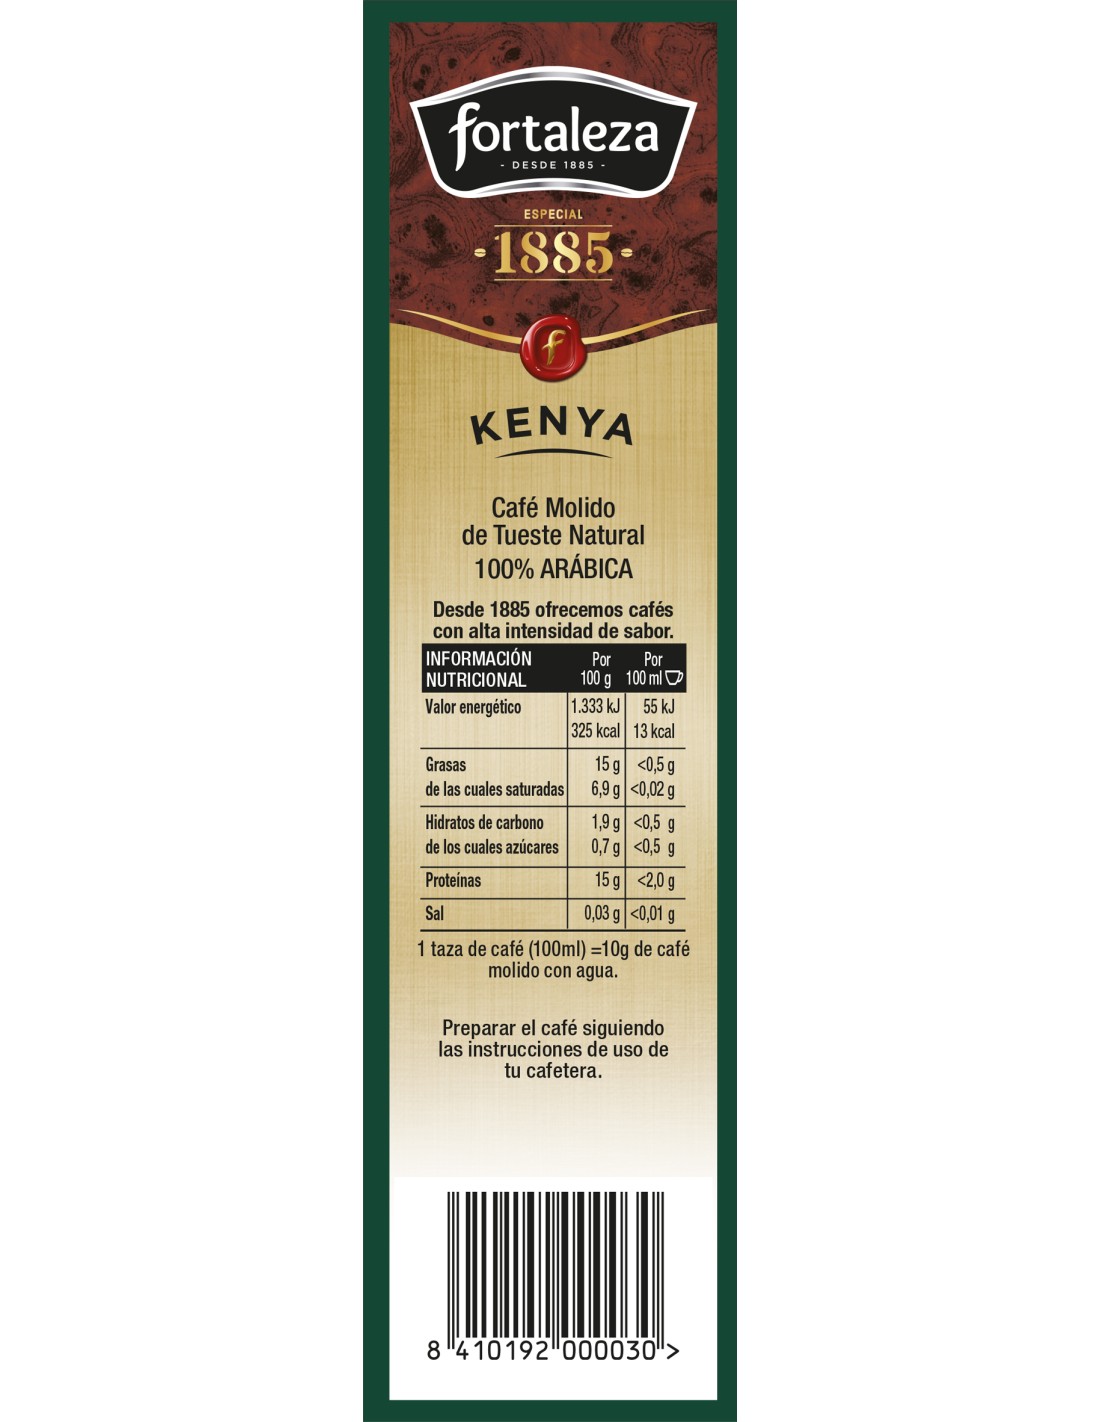 fortaleza
- DESDE 1885 -
ESPECIAL
1885
f
KENYA
Café Molido
de Tueste Natural
100% ARÁBICA
Desde 1885 ofrecemos cafés
con alta intensidad de sabor.
INFORMACIÓN NUTRICIONAL Por 100 g Por 100 ml
Valor energético 1.333 kJ 55 kJ
325 kcal 13 kcal
Grasas 15 g <0,5 g
de las cuales saturadas 6,9 g <0,02 g
Hidratos de carbono 1,9 g <0,5 g
de los cuales azúcares 0,7 g <0,5 g
Proteínas 15 g <2,0 g
Sal 0,03 g <0,01 g
1 taza de café (100ml) =10g de café
molido con agua.
Preparar el café siguiendo
las instrucciones de uso de
tu cafetera.
8 410192 000030 >